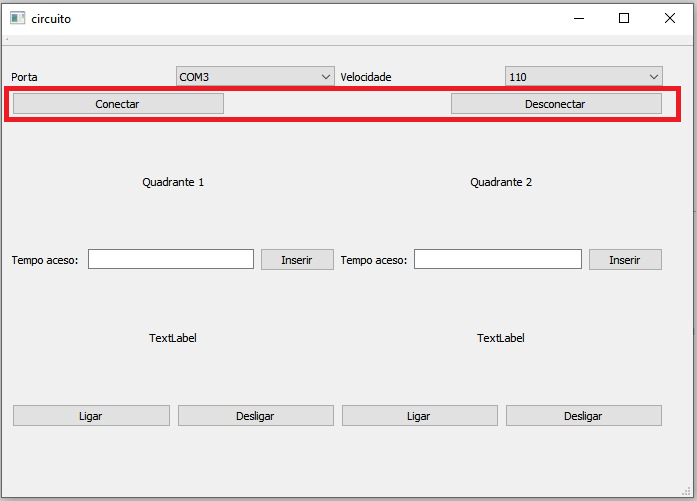 circuito
Porta COM3 Velocidade 110
Conectar Desconectar
Quadrante 1 Quadrante 2
Tempo aceso: Inserir Tempo aceso: Inserir
TextLabel TextLabel
Ligar Desligar Ligar Desligar